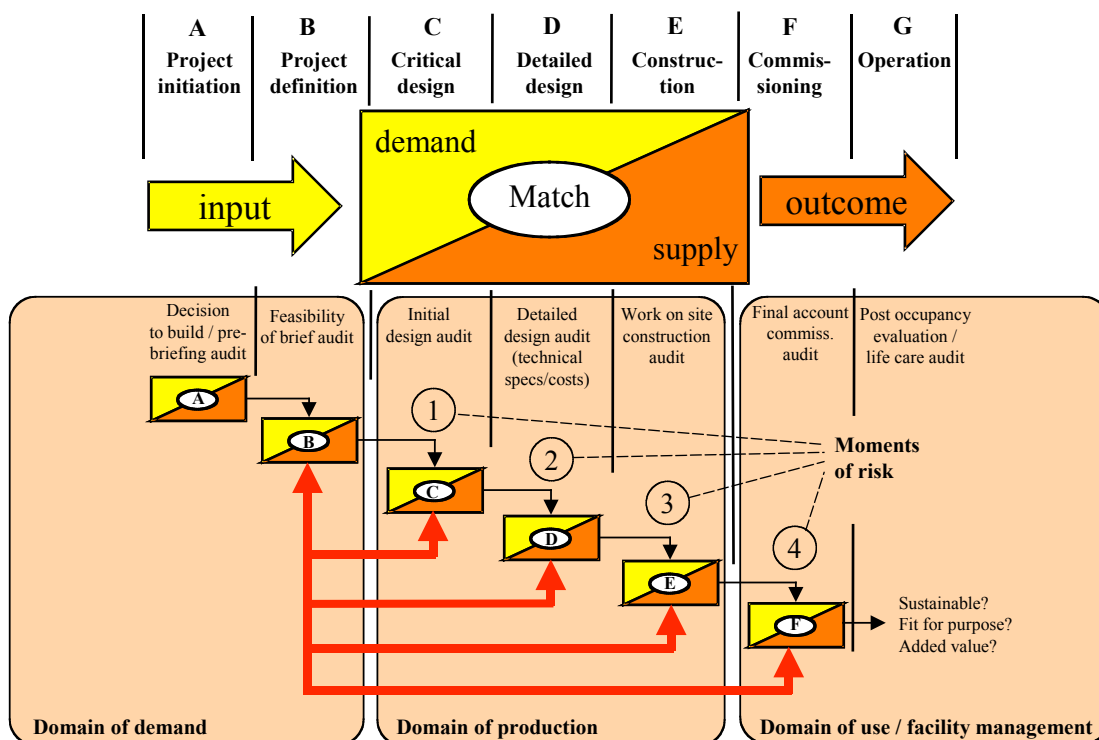 A
Project
initiation
B
Project
definition
C
Critical
design
D
Detailed
design
E
Construc-
tion
F
Commis-
sioning
G
Operation
demand
input
Match
outcome
supply
Decision
to build / pre-
briefing audit
Feasibility
of brief audit
Initial
design audit
Detailed
design audit
(technical
specs/costs)
Work on site
construction
audit
Final account
commiss.
audit
Post occupancy
evaluation /
life care audit
A
1
B
2
Moments
of risk
C
3
D
4
E
F
Sustainable?
Fit for purpose?
Added value?
Domain of demand
Domain of production
Domain of use / facility management